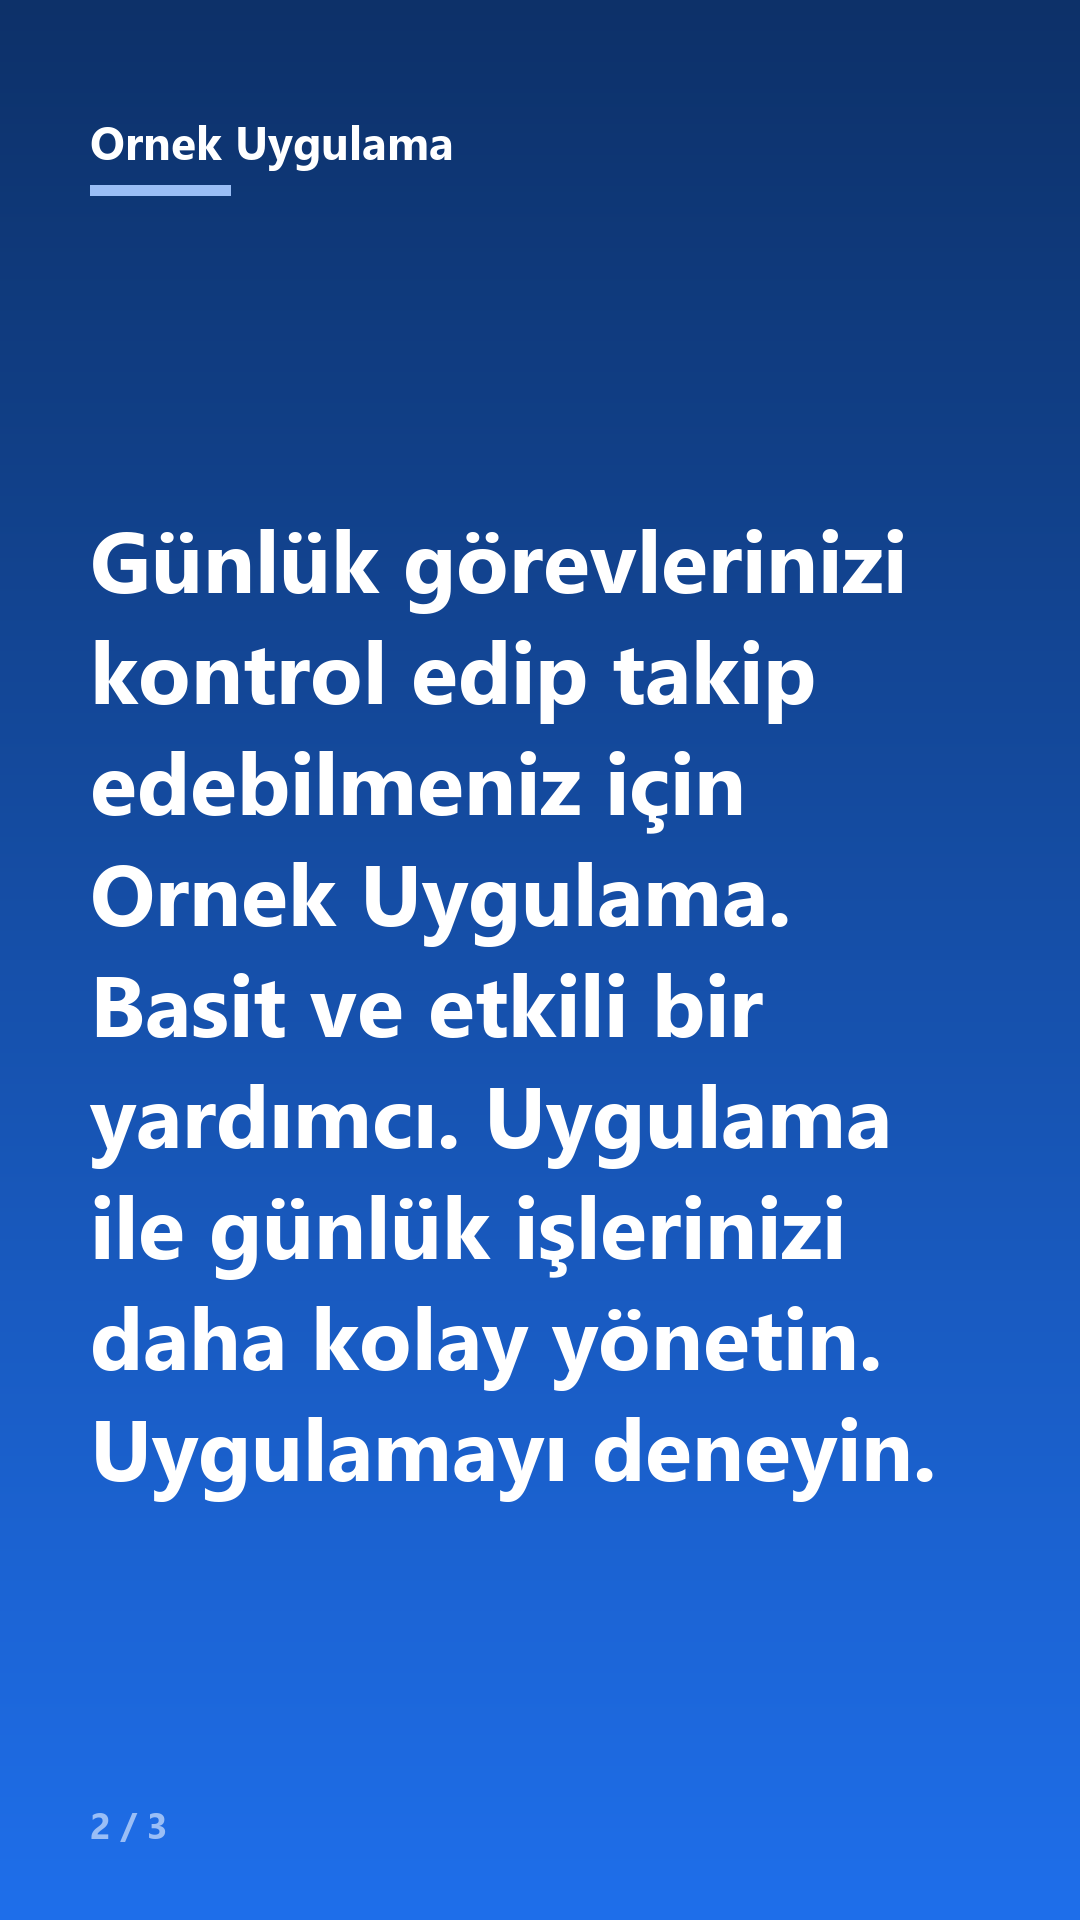 Ornek Uygulama
Günlük görevlerinizi
kontrol edip takip
edebilmeniz için
Ornek Uygulama.
Basit ve etkili bir
yardımcı. Uygulama
ile günlük işlerinizi
daha kolay yönetin.
Uygulamayı deneyin.
2 / 3